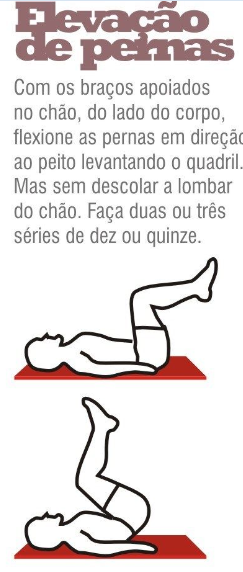 Elevação
de pernas
Com os braços apoiados
no chão, do lado do corpo,
flexione as pernas em direção
ao peito levantando o quadril.
Mas sem descolar a lombar
do chão. Faça duas ou três
séries de dez ou quinze.